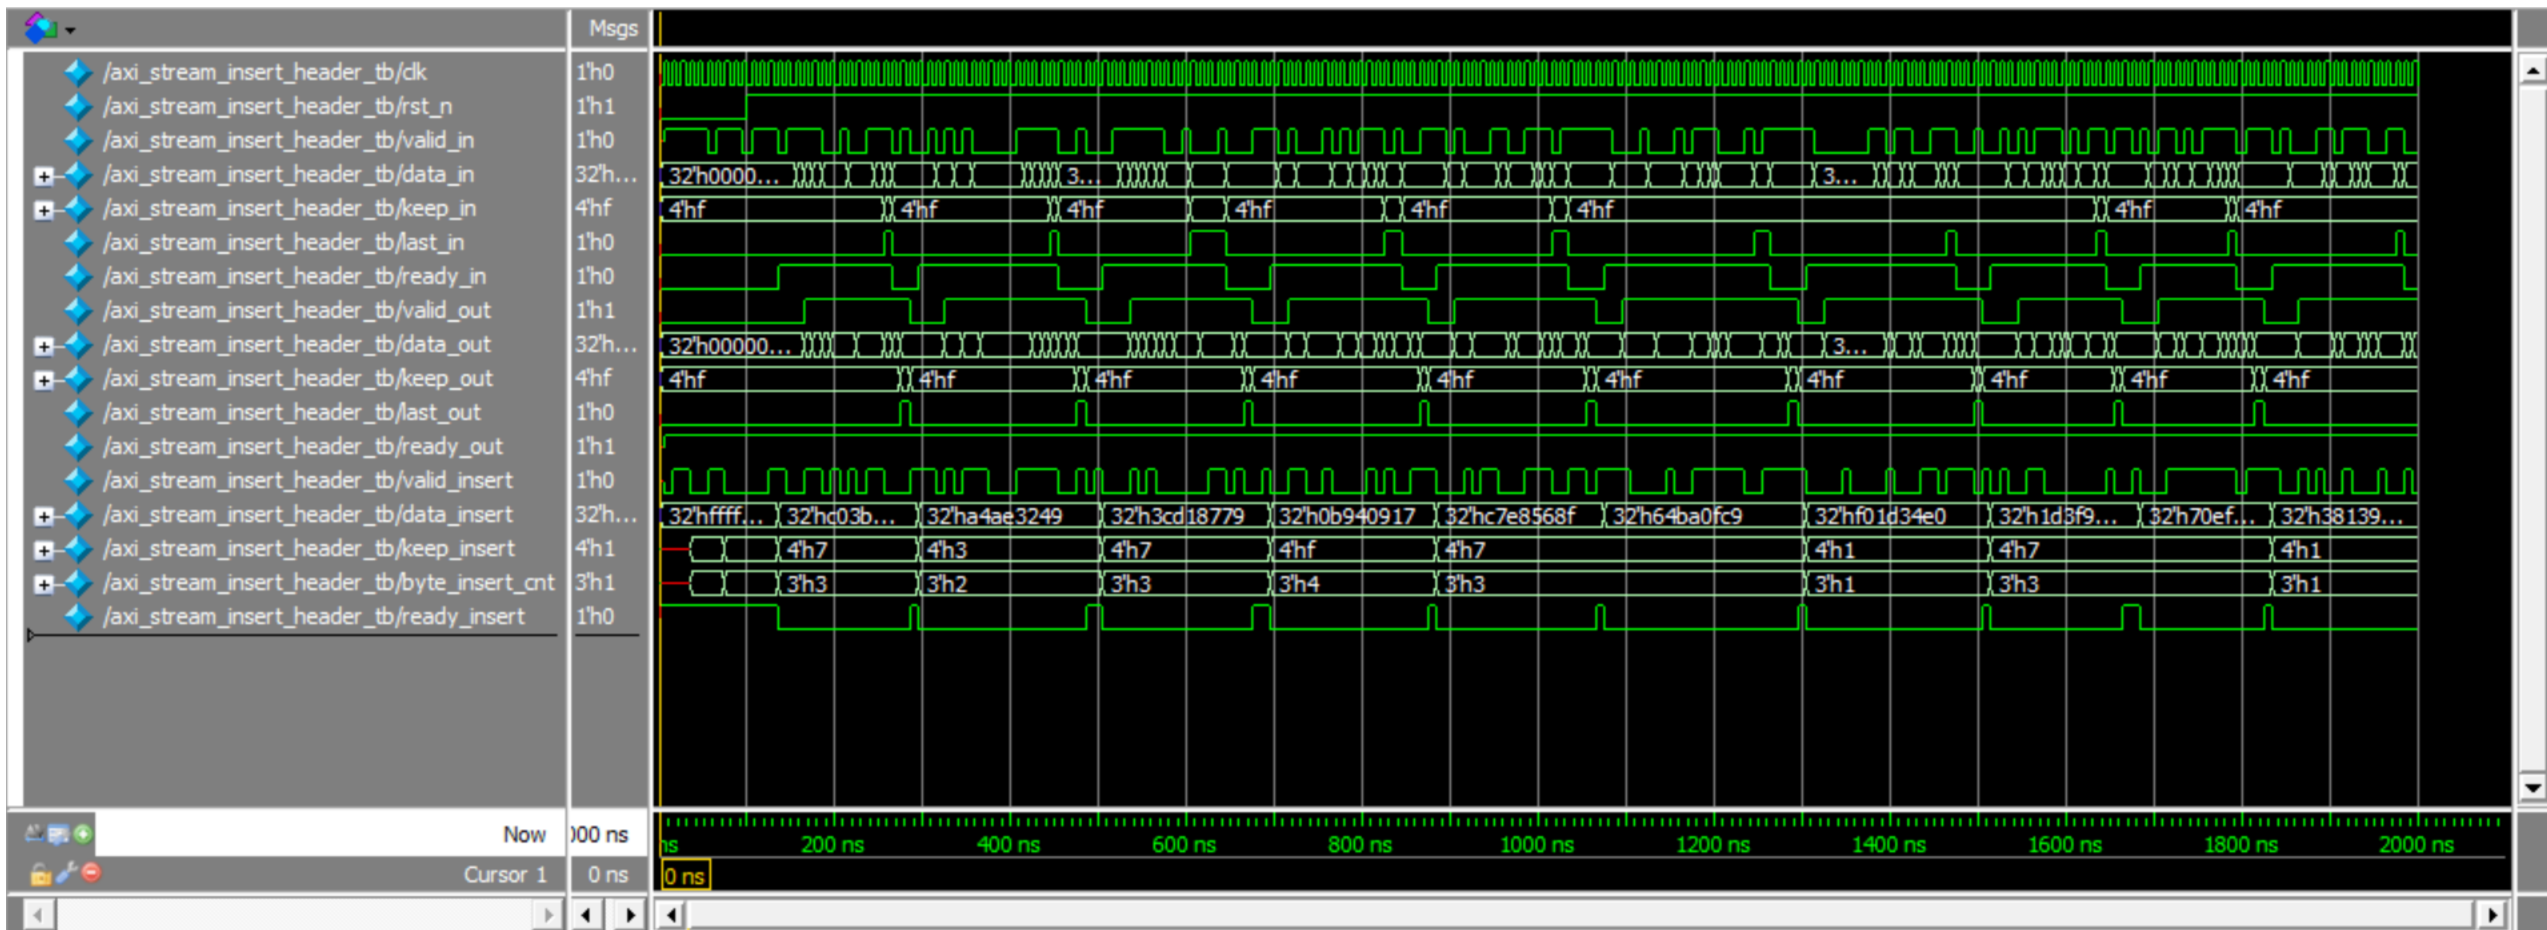 Msgs
/axi_stream_insert_header_tb/clk 1'h0
/axi_stream_insert_header_tb/rst_n 1'h1
/axi_stream_insert_header_tb/valid_in 1'h0
/axi_stream_insert_header_tb/data_in 32'h... 32'h0000... 3... 3...
/axi_stream_insert_header_tb/keep_in 4'hf 4'hf 4'hf 4'hf 4'hf 4'hf 4'hf 4'hf 4'hf
/axi_stream_insert_header_tb/last_in 1'h0
/axi_stream_insert_header_tb/ready_in 1'h0
/axi_stream_insert_header_tb/valid_out 1'h1
/axi_stream_insert_header_tb/data_out 32'h... 32'h00000... 3...
/axi_stream_insert_header_tb/keep_out 4'hf 4'hf 4'hf 4'hf 4'hf 4'hf 4'hf 4'hf 4'hf 4'hf 4'hf
/axi_stream_insert_header_tb/last_out 1'h0
/axi_stream_insert_header_tb/ready_out 1'h1
/axi_stream_insert_header_tb/valid_insert 1'h0
/axi_stream_insert_header_tb/data_insert 32'h... 32'hffff... 32'hc03b... 32'ha4ae3249 32'h3cd18779 32'h0b940917 32'hc7e8568f 32'h64ba0fc9 32'hf01d34e0 32'h1d3f9... 32'h70ef... 32'h38139...
/axi_stream_insert_header_tb/keep_insert 4'h1 4'h7 4'h3 4'h7 4'hf 4'h7 4'h1 4'h7 4'h1
/axi_stream_insert_header_tb/byte_insert_cnt 3'h1 3'h3 3'h2 3'h3 3'h4 3'h3 3'h1 3'h3 3'h1
/axi_stream_insert_header_tb/ready_insert 1'h0
Now 000 ns ns 200 ns 400 ns 600 ns 800 ns 1000 ns 1200 ns 1400 ns 1600 ns 1800 ns 2000 ns
Cursor 1 0 ns 0 ns